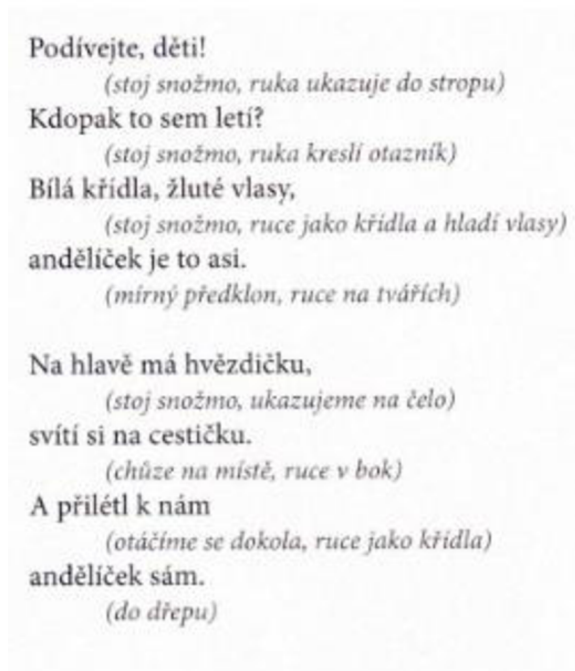 Podívejte, děti!
(stoj snožmo, ruka ukazuje do stropu)
Kdopak to sem letí?
(stoj snožmo, ruka kreslí otazník)
Bílá křídla, žluté vlasy,
(stoj snožmo, ruce jako křídla a hladí vlasy)
andělíček je to asi.
(mírný předklon, ruce na tvářích)
Na hlavě má hvězdičku,
(stoj snožmo, ukazujeme na čelo)
svítí si na cestičku.
(chůze na místě, ruce v bok)
A přilétl k nám
(otáčíme se dokola, ruce jako křídla)
andělíček sám.
(do dřepu)